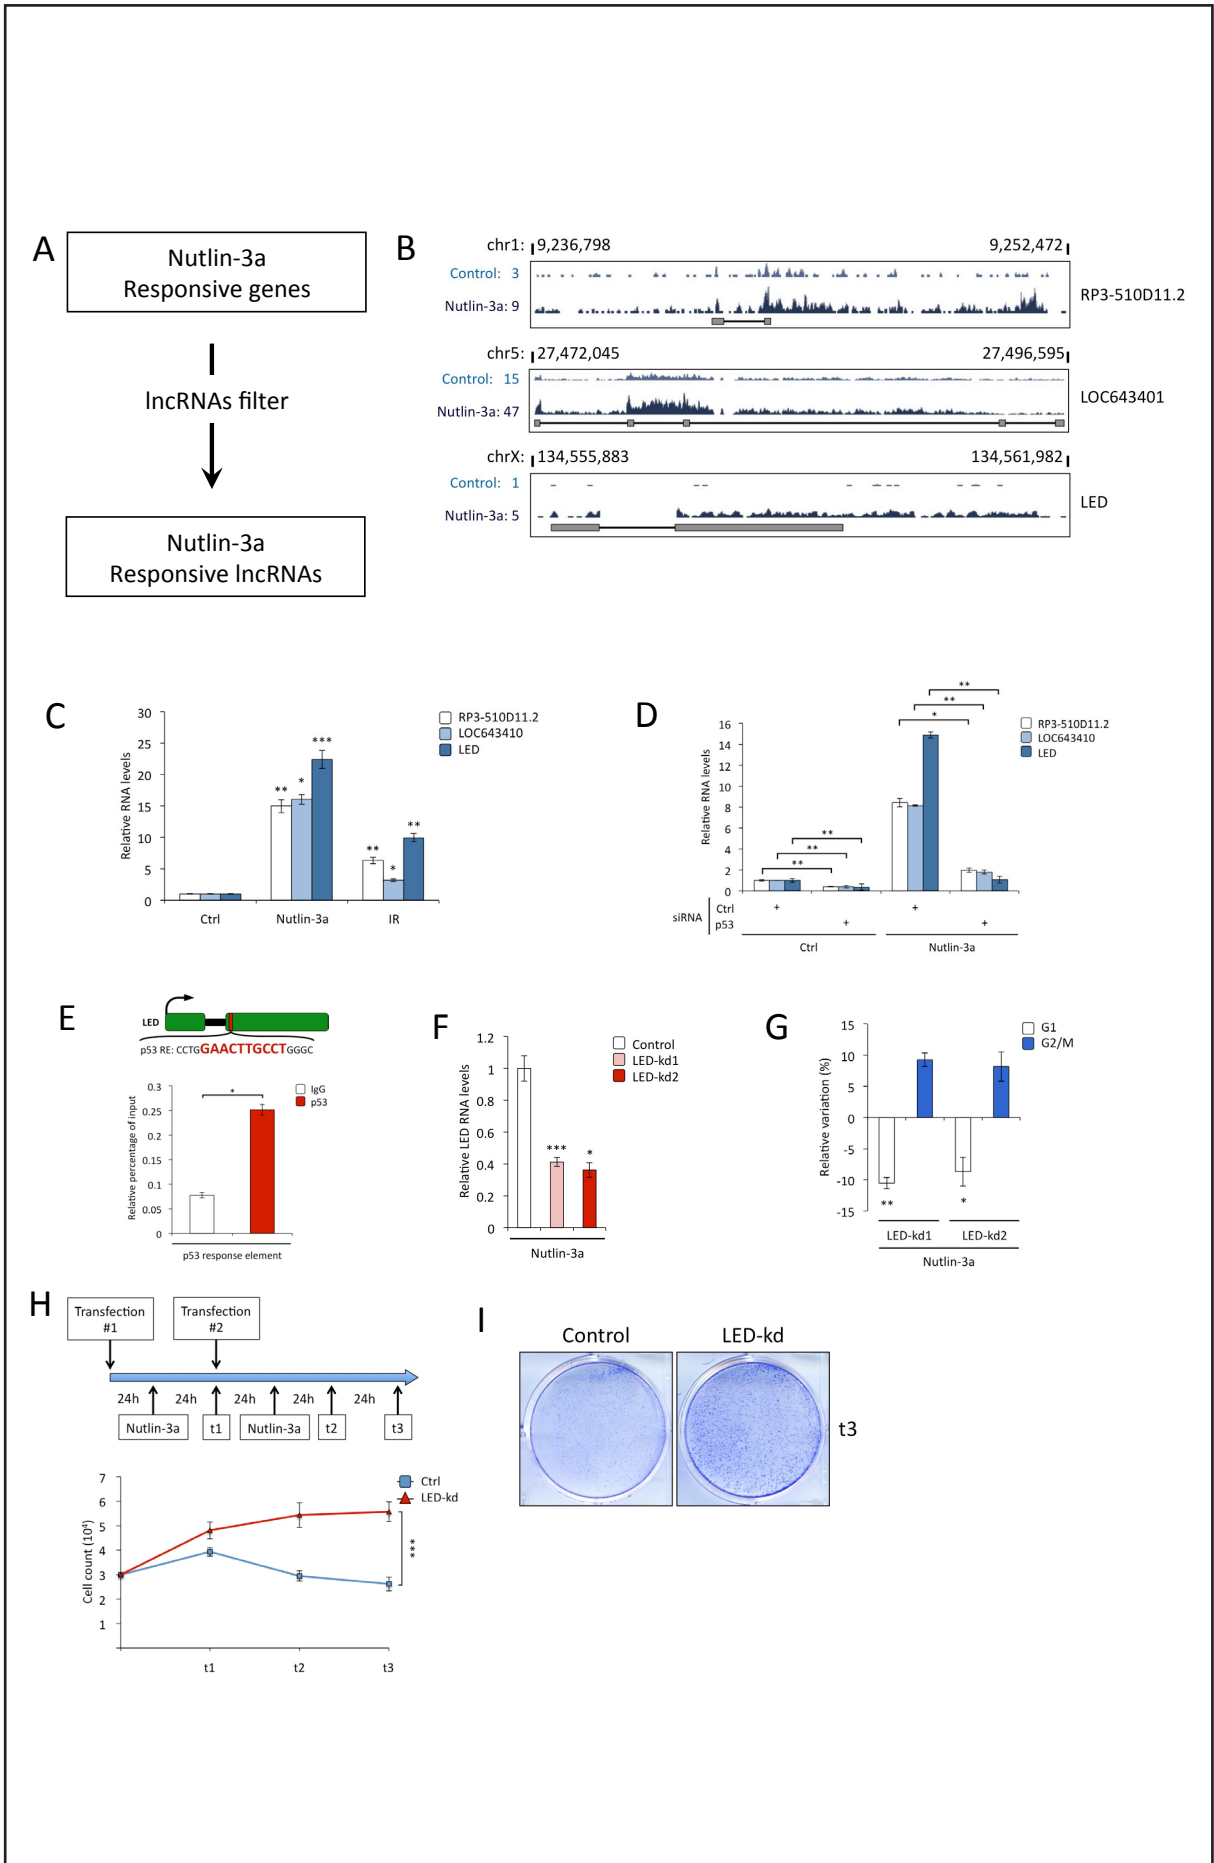 A
Nutlin-3a
Responsive genes
lncRNAs filter
Nutlin-3a
Responsive lncRNAs
B
chr1: 9,236,798 9,252,472
Control: 3
Nutlin-3a: 9
RP3-510D11.2
chr5: 27,472,045 27,496,595
Control: 15
Nutlin-3a: 47
LOC643401
chrX: 134,555,883 134,561,982
Control: 1
Nutlin-3a: 5
LED
C
Relative RNA levels
30
25
20
15
10
5
0
** * ***
** * **
Ctrl Nutlin-3a IR
RP3-510D11.2
LOC643410
LED
D
Relative RNA levels
16
14
12
10
8
6
4
2
0
**
**
**
**
**
*
RP3-510D11.2
LOC643410
LED
siRNA
Ctrl + +
p53 + +
Ctrl Nutlin-3a
E
LED
p53 RE: CCTGGAACTTGCCTGGGC
Relative percentage of input
0.3
0.25
0.2
0.15
0.1
0.05
0
*
IgG
p53
p53 response element
F
Relative LED RNA levels
1.2
1
0.8
0.6
0.4
0.2
0
*** *
Control
LED-kd1
LED-kd2
Nutlin-3a
G
Relative variation (%)
15
10
5
0
-5
-10
-15
** *
G1
G2/M
LED-kd1 LED-kd2
Nutlin-3a
H
Transfection
#1
Transfection
#2
24h 24h 24h 24h 24h
Nutlin-3a t1 Nutlin-3a t2 t3
Cell count (10⁴)
7
6
5
4
3
2
1
Ctrl
LED-kd
***
t1 t2 t3
I
Control LED-kd
t3